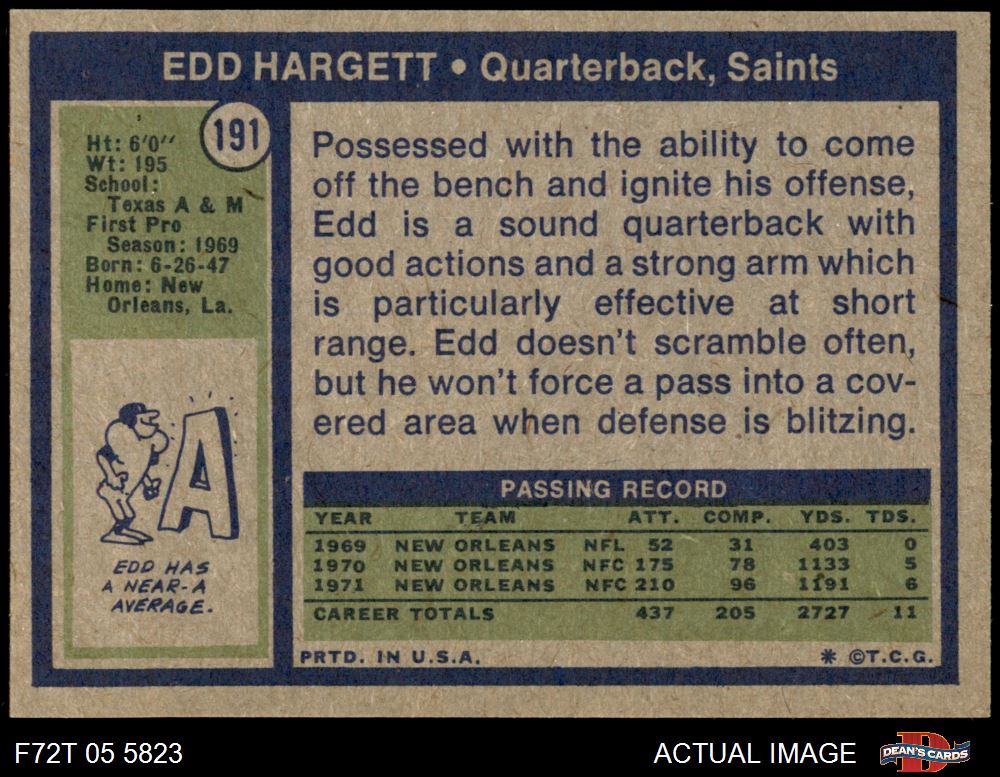 EDD HARGETT • Quarterback, Saints
191
Ht: 6'0''
Wt: 195
School:
Texas A & M
First Pro
Season: 1969
Born: 6-26-47
Home: New
Orleans, La.
A
EDD HAS
A NEAR-A
AVERAGE.
Possessed with the ability to come
off the bench and ignite his offense,
Edd is a sound quarterback with
good actions and a strong arm which
is particularly effective at short
range. Edd doesn't scramble often,
but he won't force a pass into a cov-
ered area when defense is blitzing.
PASSING RECORD
YEAR TEAM ATT. COMP. YDS. TDS.
1969 NEW ORLEANS NFL 52 31 403 0
1970 NEW ORLEANS NFC 175 78 1133 5
1971 NEW ORLEANS NFC 210 96 1191 6
CAREER TOTALS 437 205 2727 11
PRTD. IN U.S.A. * ©T.C.G.
F72T 05 5823 ACTUAL IMAGE DEAN'S CARDS